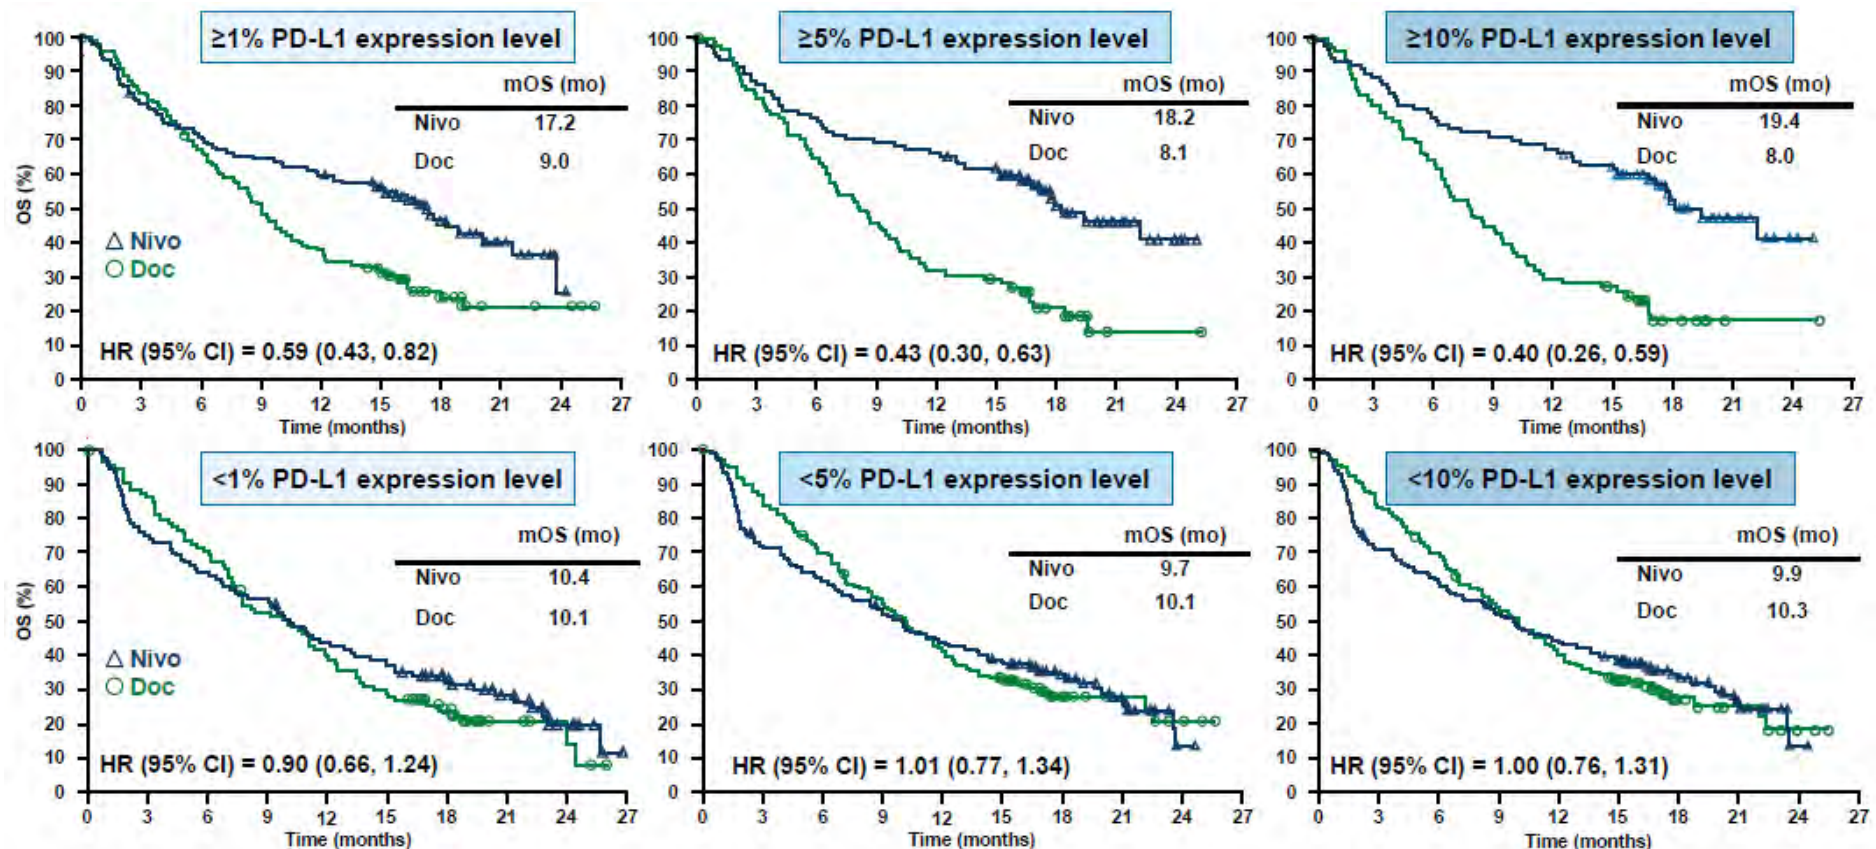 ≥1% PD-L1 expression level
mOS (mo)
Nivo 17.2
Doc 9.0
OS (%)
100
90
80
70
60
50
40
30
20
10
0
Nivo
Doc
HR (95% CI) = 0.59 (0.43, 0.82)
0 3 6 9 12 15 18 21 24 27
Time (months)
≥5% PD-L1 expression level
mOS (mo)
Nivo 18.2
Doc 8.1
100
90
80
70
60
50
40
30
20
10
0
HR (95% CI) = 0.43 (0.30, 0.63)
0 3 6 9 12 15 18 21 24 27
Time (months)
≥10% PD-L1 expression level
mOS (mo)
Nivo 19.4
Doc 8.0
100
90
80
70
60
50
40
30
20
10
0
HR (95% CI) = 0.40 (0.26, 0.59)
0 3 6 9 12 15 18 21 24 27
Time (months)
<1% PD-L1 expression level
mOS (mo)
Nivo 10.4
Doc 10.1
OS (%)
100
90
80
70
60
50
40
30
20
10
0
Nivo
Doc
HR (95% CI) = 0.90 (0.66, 1.24)
0 3 6 9 12 15 18 21 24 27
Time (months)
<5% PD-L1 expression level
mOS (mo)
Nivo 9.7
Doc 10.1
100
90
80
70
60
50
40
30
20
10
0
HR (95% CI) = 1.01 (0.77, 1.34)
0 3 6 9 12 15 18 21 24 27
Time (months)
<10% PD-L1 expression level
mOS (mo)
Nivo 9.9
Doc 10.3
100
90
80
70
60
50
40
30
20
10
0
HR (95% CI) = 1.00 (0.76, 1.31)
0 3 6 9 12 15 18 21 24 27
Time (months)